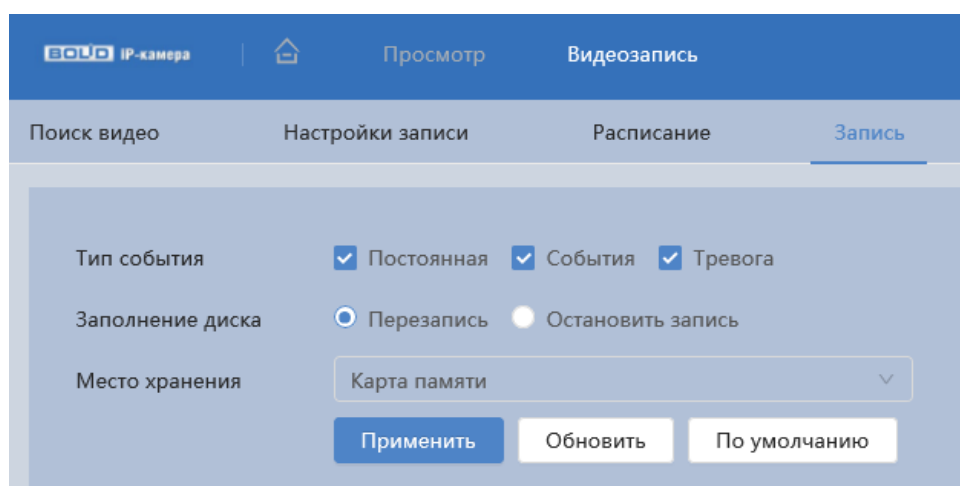 BOLID IP-камера Просмотр Видеозапись
Поиск видео Настройки записи Расписание Запись
Тип события Постоянная События Тревога
Заполнение диска Перезапись Остановить запись
Место хранения Карта памяти
Применить Обновить По умолчанию